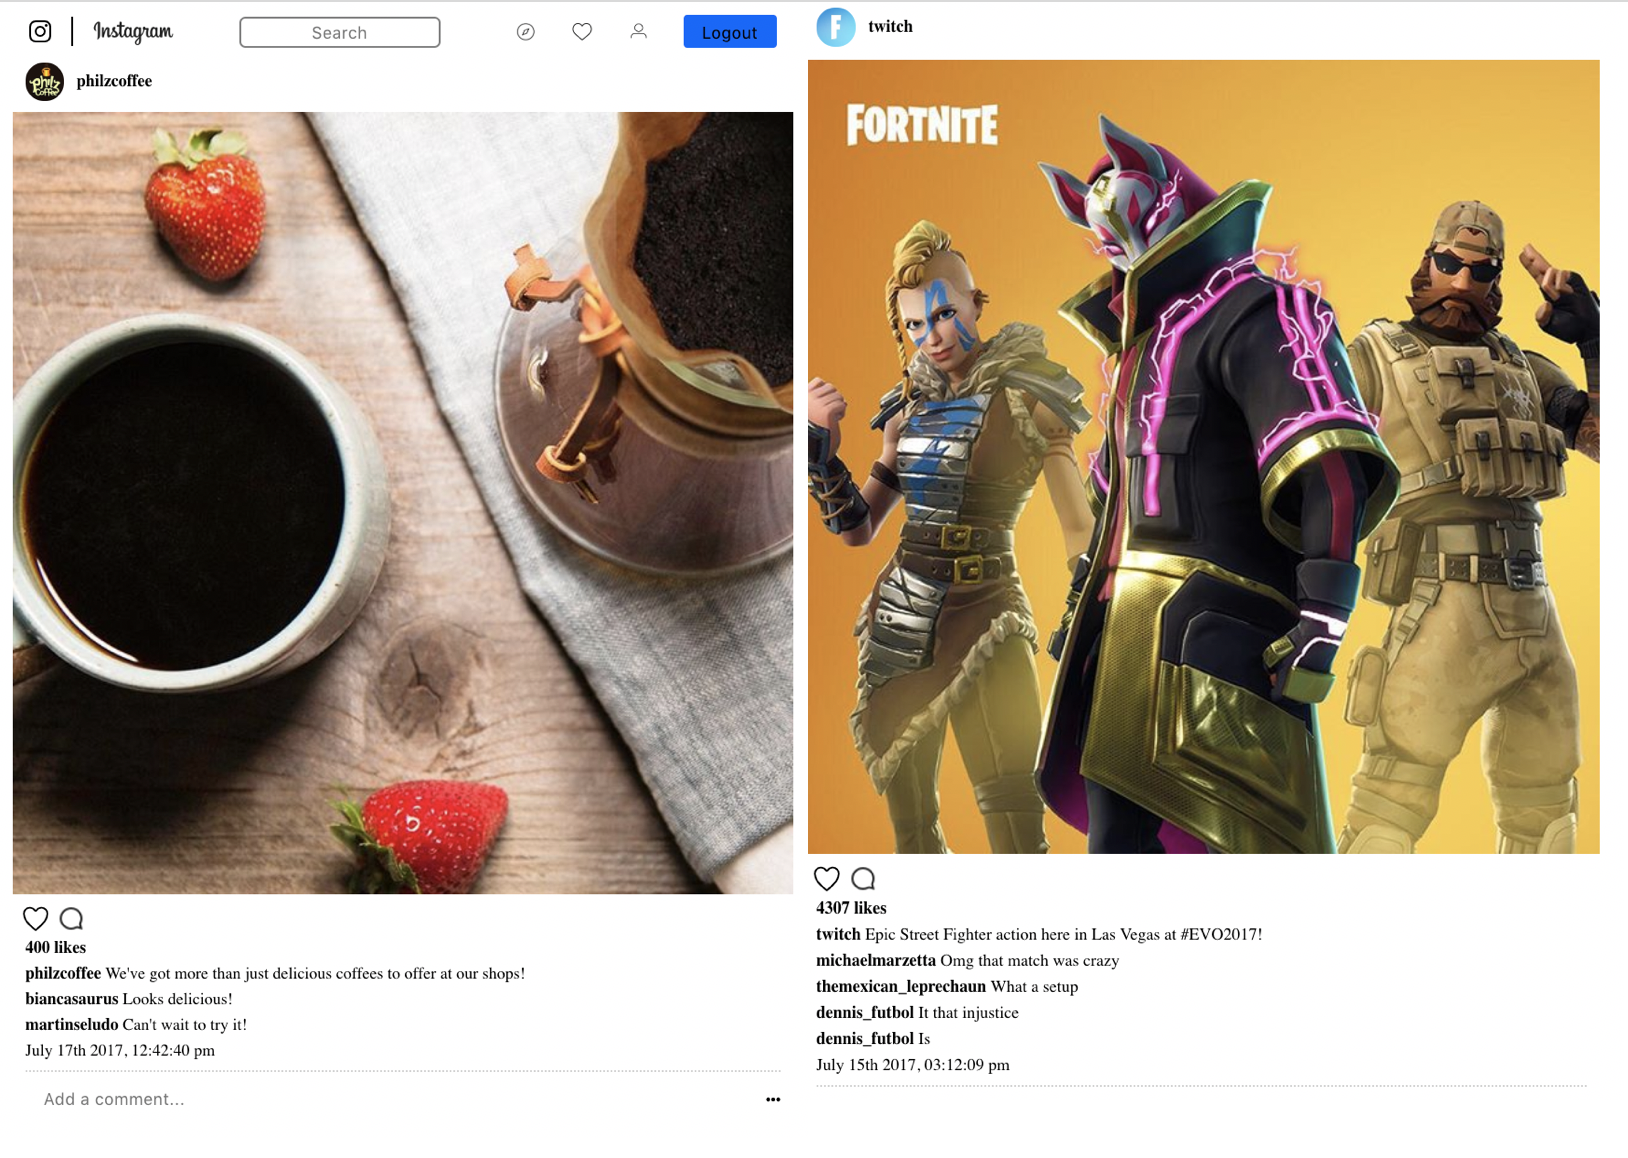 Instagram
Search
Logout
philz
coffee
philzcoffee
400 likes
philzcoffee We've got more than just delicious coffees to offer at our shops!
biancasaurus Looks delicious!
martinseludo Can't wait to try it!
July 17th 2017, 12:42:40 pm
Add a comment...
F
twitch
FORTNITE
4307 likes
twitch Epic Street Fighter action here in Las Vegas at #EVO2017!
michaelmarzetta Omg that match was crazy
themexican_leprechaun What a setup
dennis_futbol It that injustice
dennis_futbol Is
July 15th 2017, 03:12:09 pm